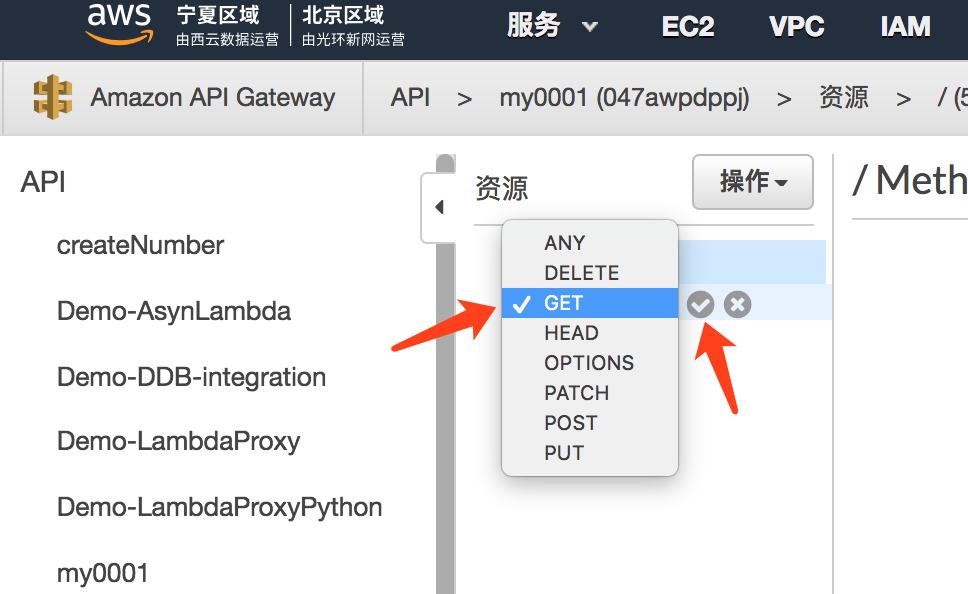 aws 宁夏区域 北京区域
由西云数据运营 由光环新网运营
服务 EC2 VPC IAM
Amazon API Gateway API > my0001 (047awpdppj) > 资源 > / (5
API
createNumber
Demo-AsynLambda
Demo-DDB-integration
Demo-LambdaProxy
Demo-LambdaProxyPython
my0001
资源 操作
ANY
DELETE
GET
HEAD
OPTIONS
PATCH
POST
PUT
/ Meth